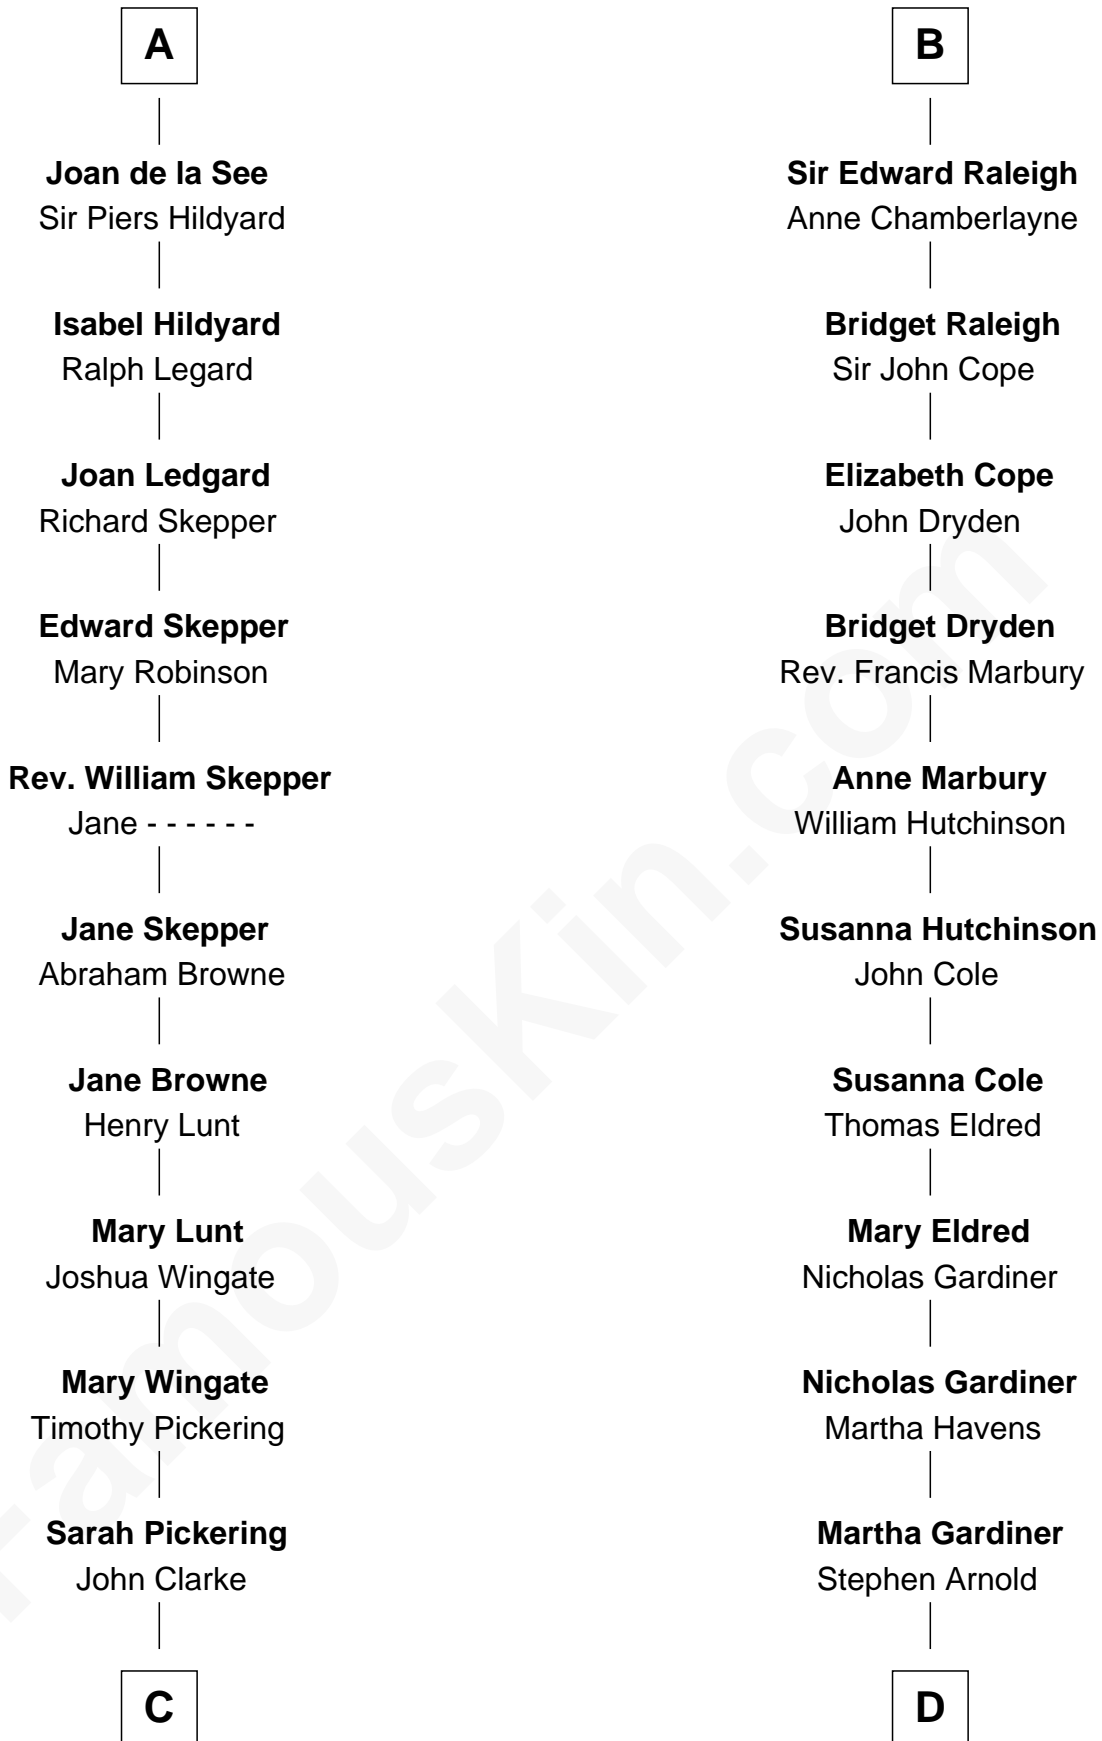 A
Joan de la See
Sir Piers Hildyard
Isabel Hildyard
Ralph Legard
Joan Ledgard
Richard Skepper
Edward Skepper
Mary Robinson
Rev. William Skepper
Jane - - - - - -
Jane Skepper
Abraham Browne
Jane Browne
Henry Lunt
Mary Lunt
Joshua Wingate
Mary Wingate
Timothy Pickering
Sarah Pickering
John Clarke
C
B
Sir Edward Raleigh
Anne Chamberlayne
Bridget Raleigh
Sir John Cope
Elizabeth Cope
John Dryden
Bridget Dryden
Rev. Francis Marbury
Anne Marbury
William Hutchinson
Susanna Hutchinson
John Cole
Susanna Cole
Thomas Eldred
Mary Eldred
Nicholas Gardiner
Nicholas Gardiner
Martha Havens
Martha Gardiner
Stephen Arnold
D
FamousKin.com